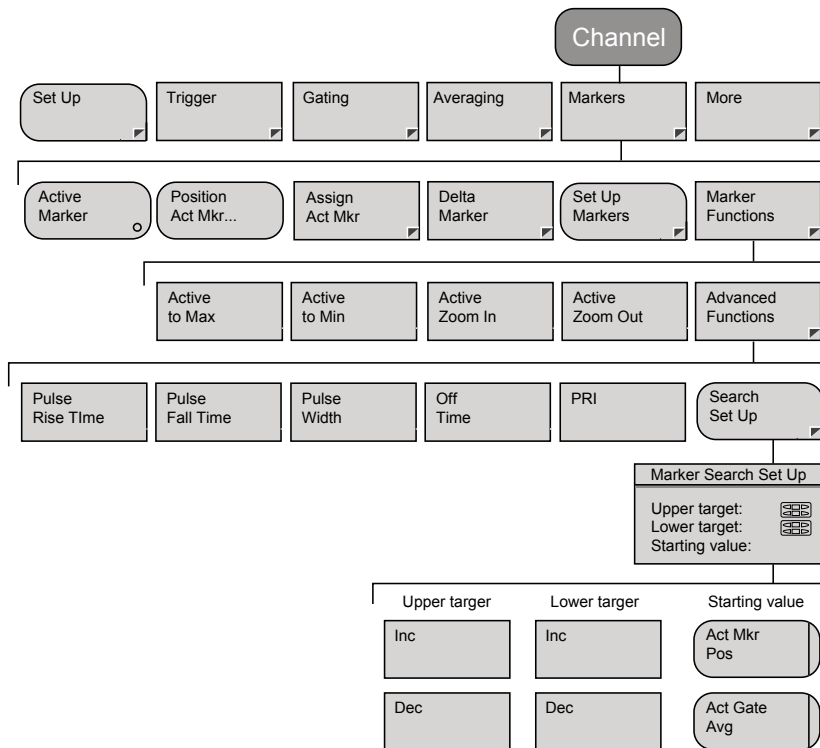 Channel
Set Up
Trigger
Gating
Averaging
Markers
More
Active
Marker
Position
Act Mkr...
Assign
Act Mkr
Delta
Marker
Set Up
Markers
Marker
Functions
Active
to Max
Active
to Min
Active
Zoom In
Active
Zoom Out
Advanced
Functions
Pulse
Rise TIme
Pulse
Fall Time
Pulse
Width
Off
Time
PRI
Search
Set Up
Marker Search Set Up
Upper target:
Lower target:
Starting value:
Upper targer
Lower targer
Starting value
Inc
Inc
Act Mkr
Pos
Dec
Dec
Act Gate
Avg